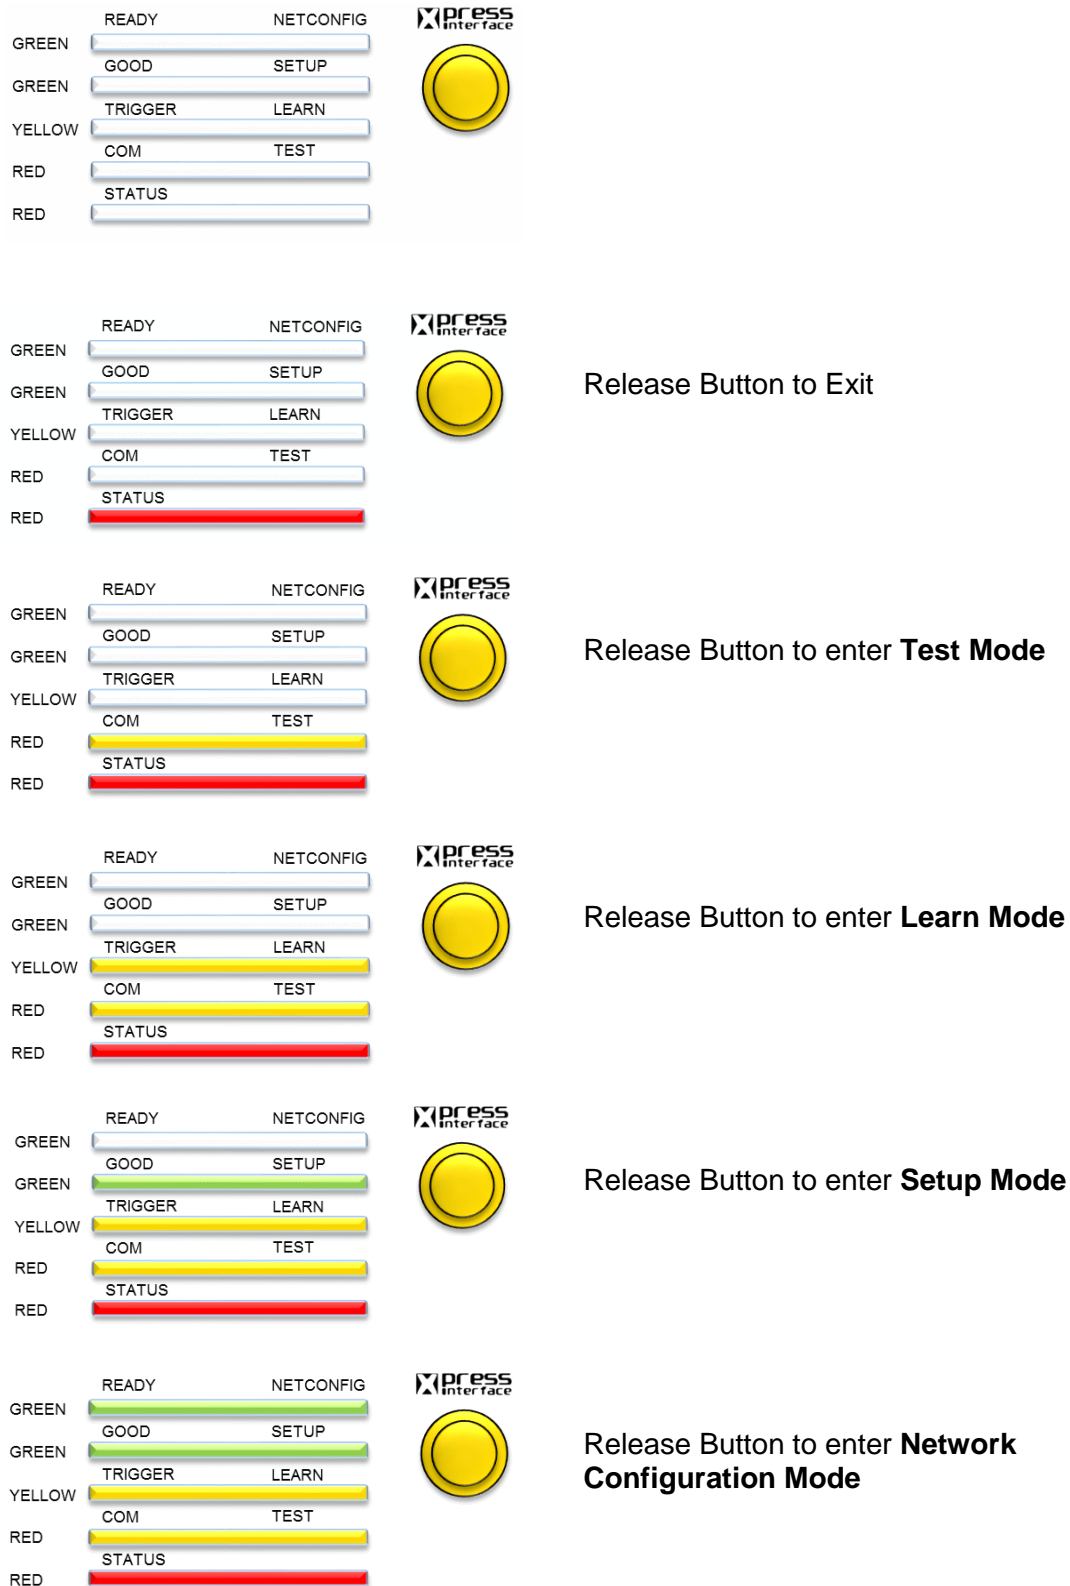 READY NETCONFIG
Xpress
interface
GREEN
GOOD SETUP
GREEN
TRIGGER LEARN
YELLOW
COM TEST
RED
STATUS
RED
READY NETCONFIG
Xpress
interface
GREEN
GOOD SETUP
Release Button to Exit
GREEN
TRIGGER LEARN
YELLOW
COM TEST
RED
STATUS
RED
READY NETCONFIG
Xpress
interface
GREEN
GOOD SETUP
Release Button to enter Test Mode
GREEN
TRIGGER LEARN
YELLOW
COM TEST
RED
STATUS
RED
READY NETCONFIG
Xpress
interface
GREEN
GOOD SETUP
Release Button to enter Learn Mode
GREEN
TRIGGER LEARN
YELLOW
COM TEST
RED
STATUS
RED
READY NETCONFIG
Xpress
interface
GREEN
GOOD SETUP
Release Button to enter Setup Mode
GREEN
TRIGGER LEARN
YELLOW
COM TEST
RED
STATUS
RED
READY NETCONFIG
Xpress
interface
GREEN
GOOD SETUP
Release Button to enter Network
Configuration Mode
GREEN
TRIGGER LEARN
YELLOW
COM TEST
RED
STATUS
RED